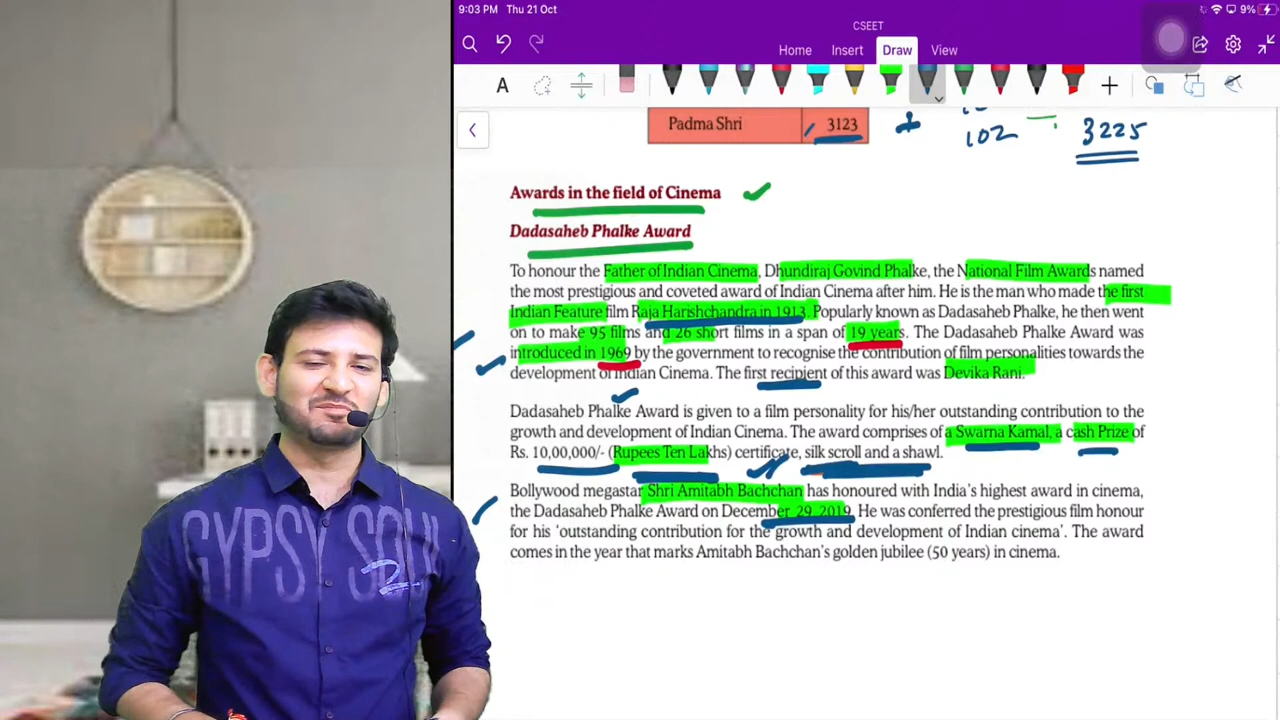 9:03 PM Thu 21 Oct
9%
CSEET
Home Insert Draw View
A
Padma Shri 3123
102 3225
Awards in the field of Cinema
Dadasaheb Phalke Award
To honour the Father of Indian Cinema, Dhundiraj Govind Phalke, the National Film Awards named
the most prestigious and coveted award of Indian Cinema after him. He is the man who made the first
Indian Feature film Raja Harishchandra in 1913. Popularly known as Dadasaheb Phalke, he then went
on to make 95 films and 26 short films in a span of 19 years. The Dadasaheb Phalke Award was
introduced in 1969 by the government to recognise the contribution of film personalities towards the
development of Indian Cinema. The first recipient of this award was Devika Rani.
Dadasaheb Phalke Award is given to a film personality for his/her outstanding contribution to the
growth and development of Indian Cinema. The award comprises of a Swarna Kamal, a cash Prize of
Rs. 10,00,000/- (Rupees Ten Lakhs) certificate, silk scroll and a shawl.
Bollywood megastar Shri Amitabh Bachchan has honoured with India's highest award in cinema,
the Dadasaheb Phalke Award on December 29, 2019. He was conferred the prestigious film honour
for his 'outstanding contribution for the growth and development of Indian cinema'. The award
comes in the year that marks Amitabh Bachchan's golden jubilee (50 years) in cinema.
GYPSY SOUL